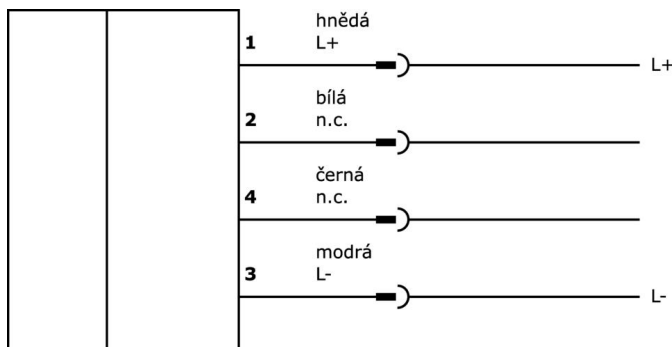 hnědá
1 L+
L+
bílá
2 n.c.
černá
4 n.c.
modrá
3 L-
L-